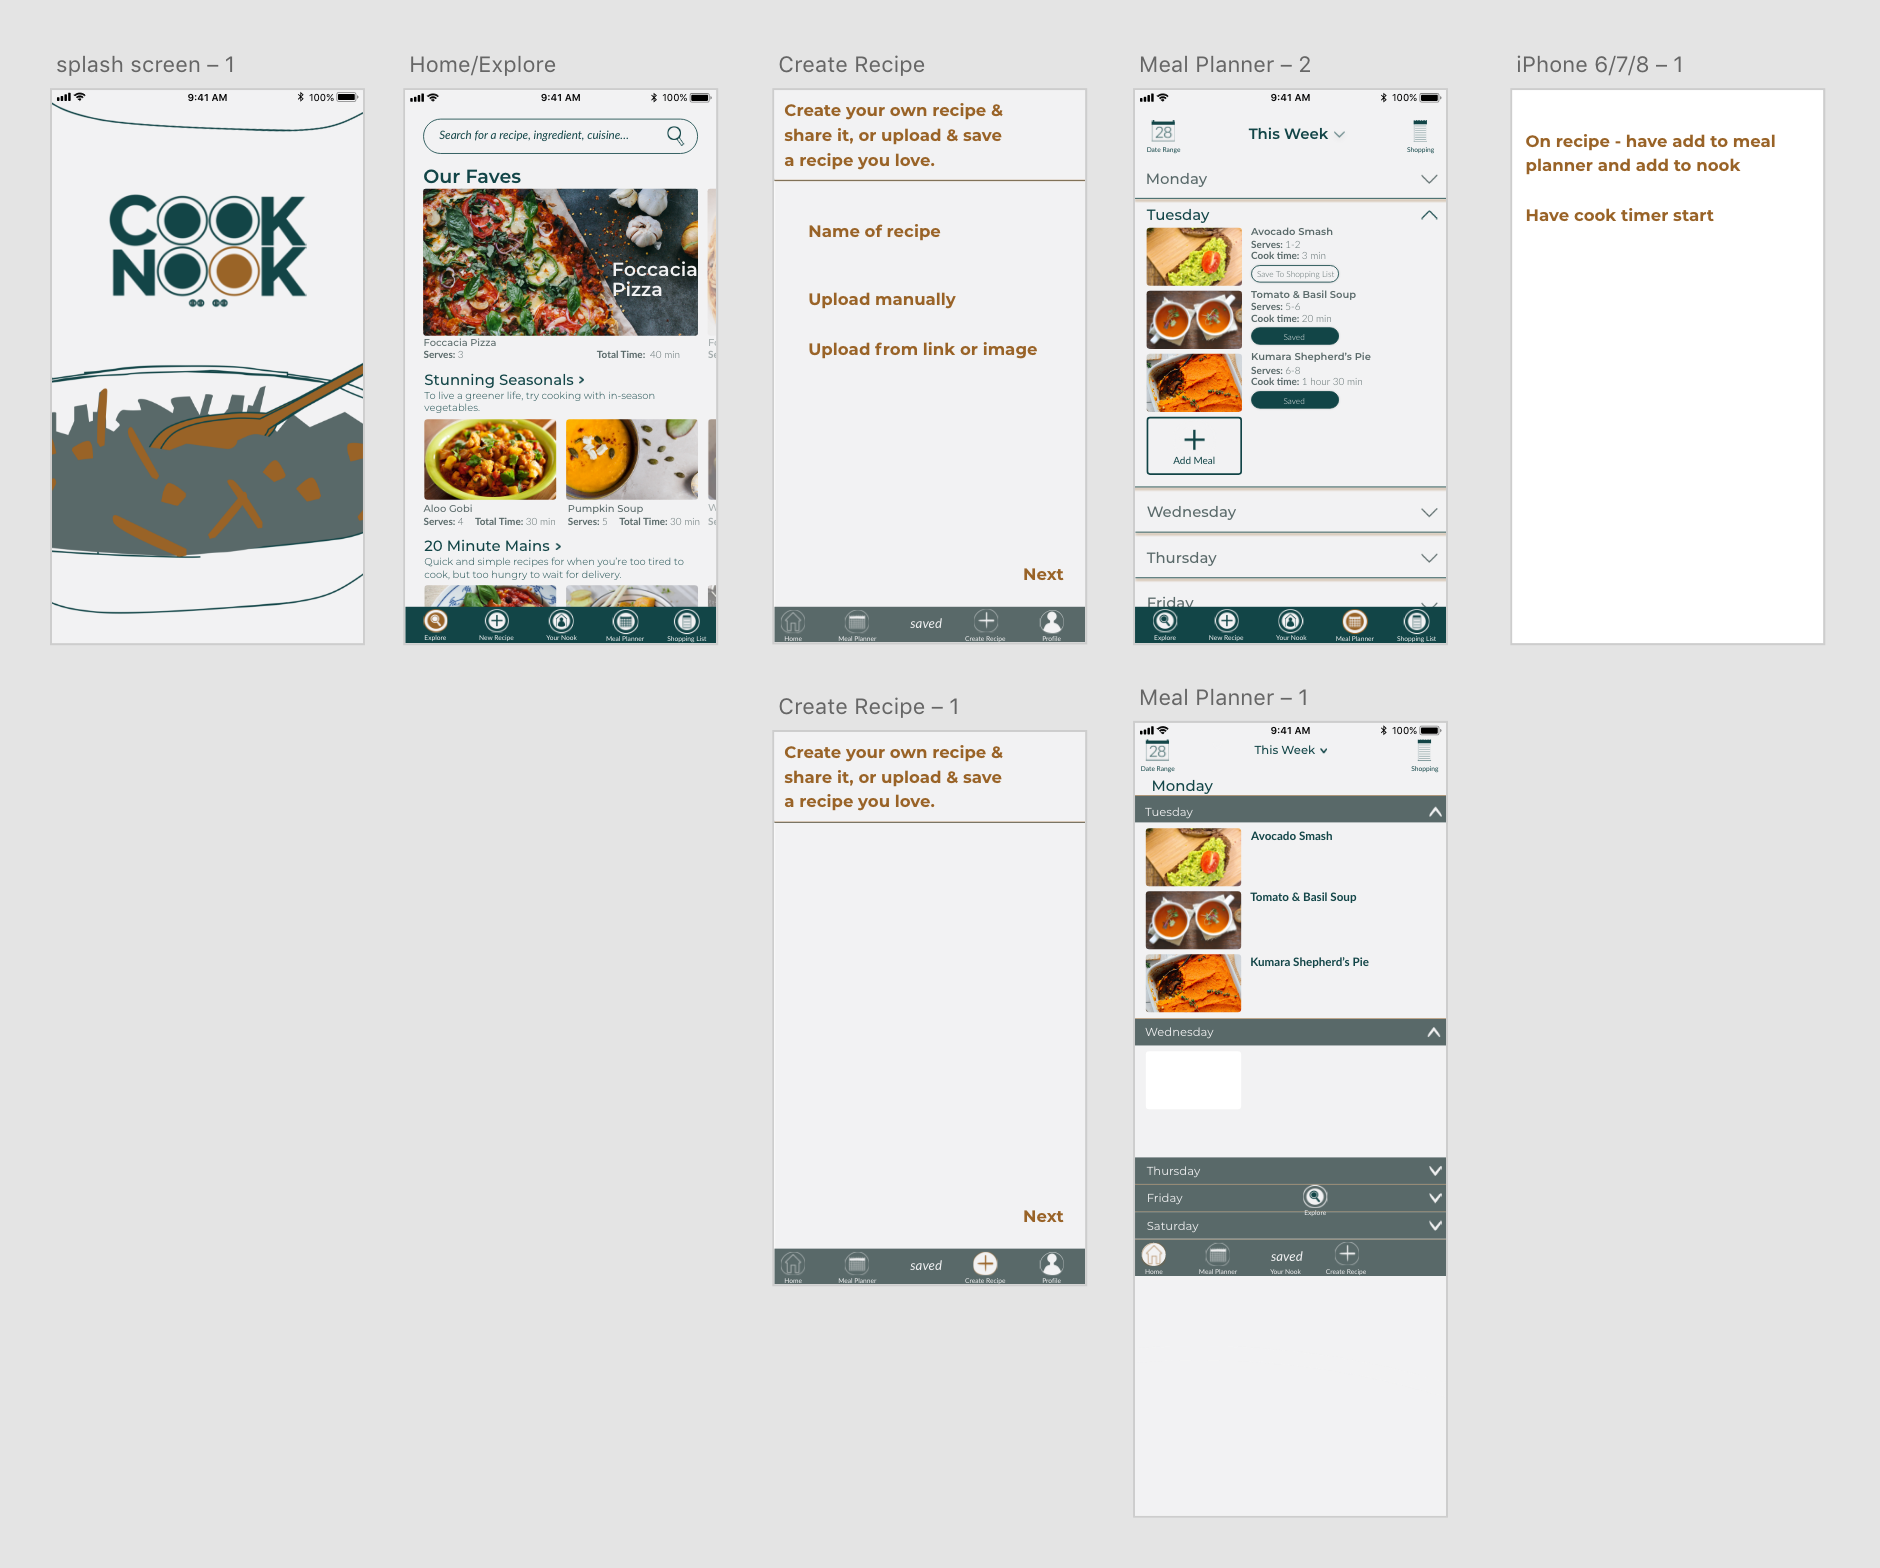 splash screen – 1
9:41 AM
100%
COOK
NOOK
Home/Explore
9:41 AM
100%
Search for a recipe, ingredient, cuisine...
Our Faves
Foccacia
Pizza
Foccacia Pizza
Fo
Serves: 3
Total Time: 40 min
Se
Stunning Seasonals >
To live a greener life, try cooking with in-season
vegetables.
Aloo Gobi
Pumpkin Soup
W
Serves: 4 Total Time: 30 min
Serves: 5 Total Time: 30 min
Se
20 Minute Mains >
Quick and simple recipes for when you're too tired to
cook, but too hungry to wait for delivery.
Explore
New Recipe
Your Nook
Meal Planner
Shopping List
Create Recipe
Create your own recipe &
share it, or upload & save
a recipe you love.
Name of recipe
Upload manually
Upload from link or image
Next
saved
Home
Meal Planner
Create Recipe
Profile
Meal Planner – 2
9:41 AM
100%
28
This Week
Date Range
Shopping
Monday
Tuesday
Avocado Smash
Serves: 1-2
Cook time: 3 min
Save To Shopping List
Tomato & Basil Soup
Serves: 5-6
Cook time: 20 min
Saved
Kumara Shepherd's Pie
Serves: 6-8
Cook time: 1 hour 30 min
Saved
Add Meal
Wednesday
Thursday
Friday
Explore
New Recipe
Your Nook
Meal Planner
Shopping List
iPhone 6/7/8 – 1
On recipe - have add to meal
planner and add to nook
Have cook timer start
Create Recipe – 1
Create your own recipe &
share it, or upload & save
a recipe you love.
Next
saved
Home
Meal Planner
Create Recipe
Profile
Meal Planner – 1
9:41 AM
100%
28
This Week
Date Range
Shopping
Monday
Tuesday
Avocado Smash
Tomato & Basil Soup
Kumara Shepherd's Pie
Wednesday
Thursday
Friday
Explore
Saturday
saved
Home
Meal Planner
Your Nook
Create Recipe